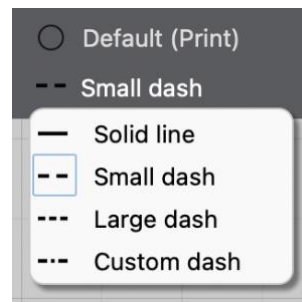 Default (Print)
Small dash
Solid line
Small dash
Large dash
Custom dash